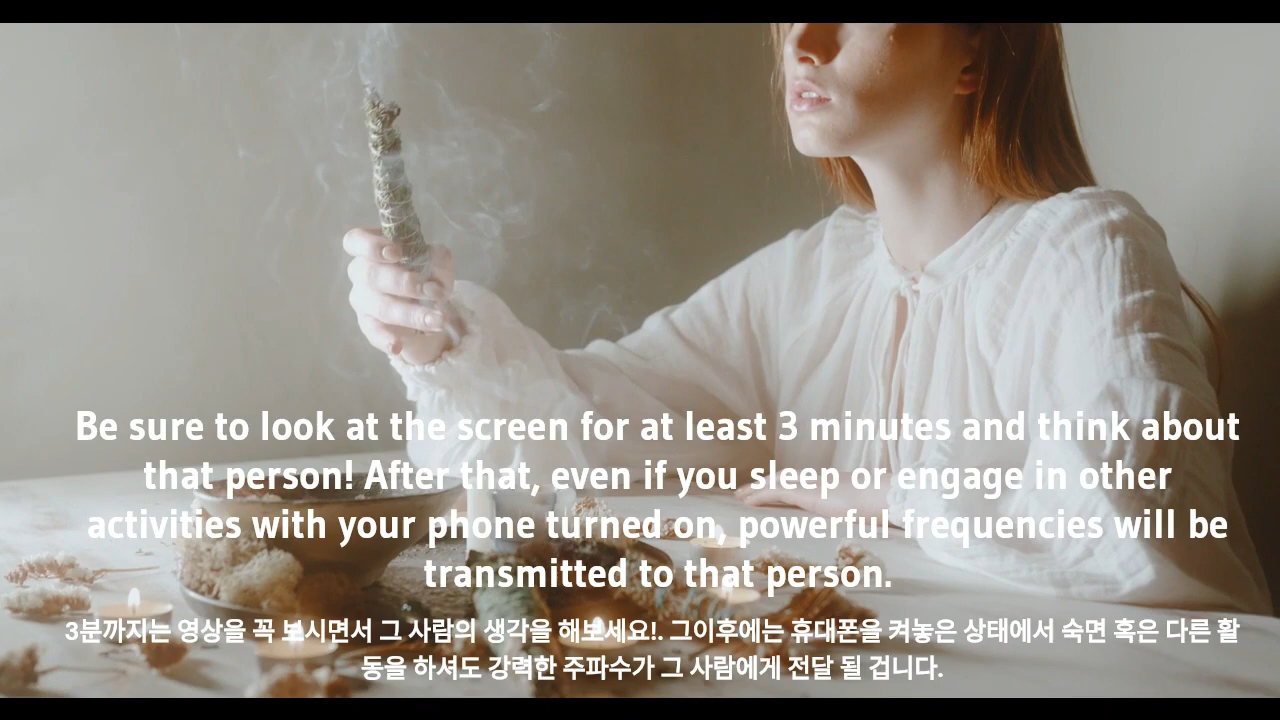 Be sure to look at the screen for at least 3 minutes and think about
that person! After that, even if you sleep or engage in other
activities with your phone turned on, powerful frequencies will be
transmitted to that person.
3분까지는 영상을 꼭 보시면서 그 사람의 생각을 해보세요!. 그이후에는 휴대폰을 켜놓은 상태에서 숙면 혹은 다른 활
동을 하셔도 강력한 주파수가 그 사람에게 전달 될 겁니다.